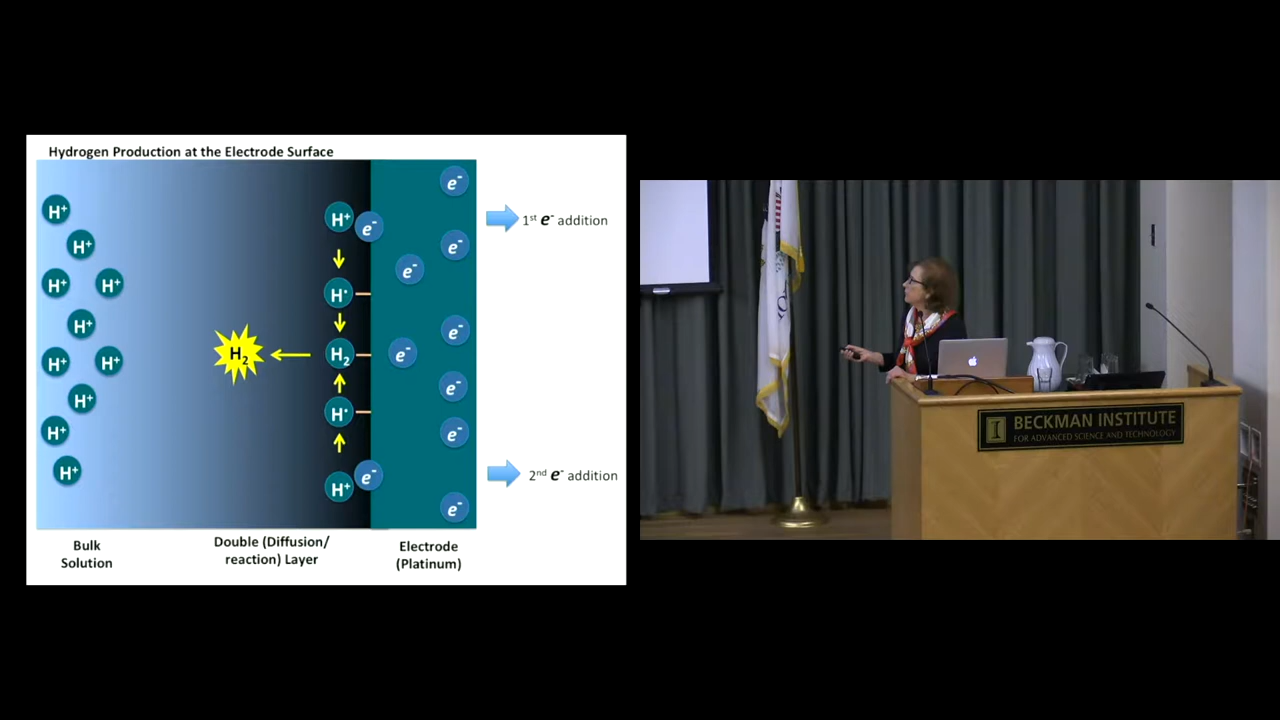 Hydrogen Production at the Electrode Surface
H⁺
H⁺
H⁺
H⁺
H⁺
H⁺
H⁺
H⁺
H⁺
H⁺
H₂
H⁺
H•
H₂
H•
H⁺
e⁻
e⁻
e⁻
e⁻
e⁻
e⁻
e⁻
e⁻
e⁻
e⁻
e⁻
1st e⁻ addition
2nd e⁻ addition
Bulk
Solution
Double (Diffusion/
reaction) Layer
Electrode
(Platinum)
I
BECKMAN INSTITUTE
FOR ADVANCED SCIENCE AND TECHNOLOGY